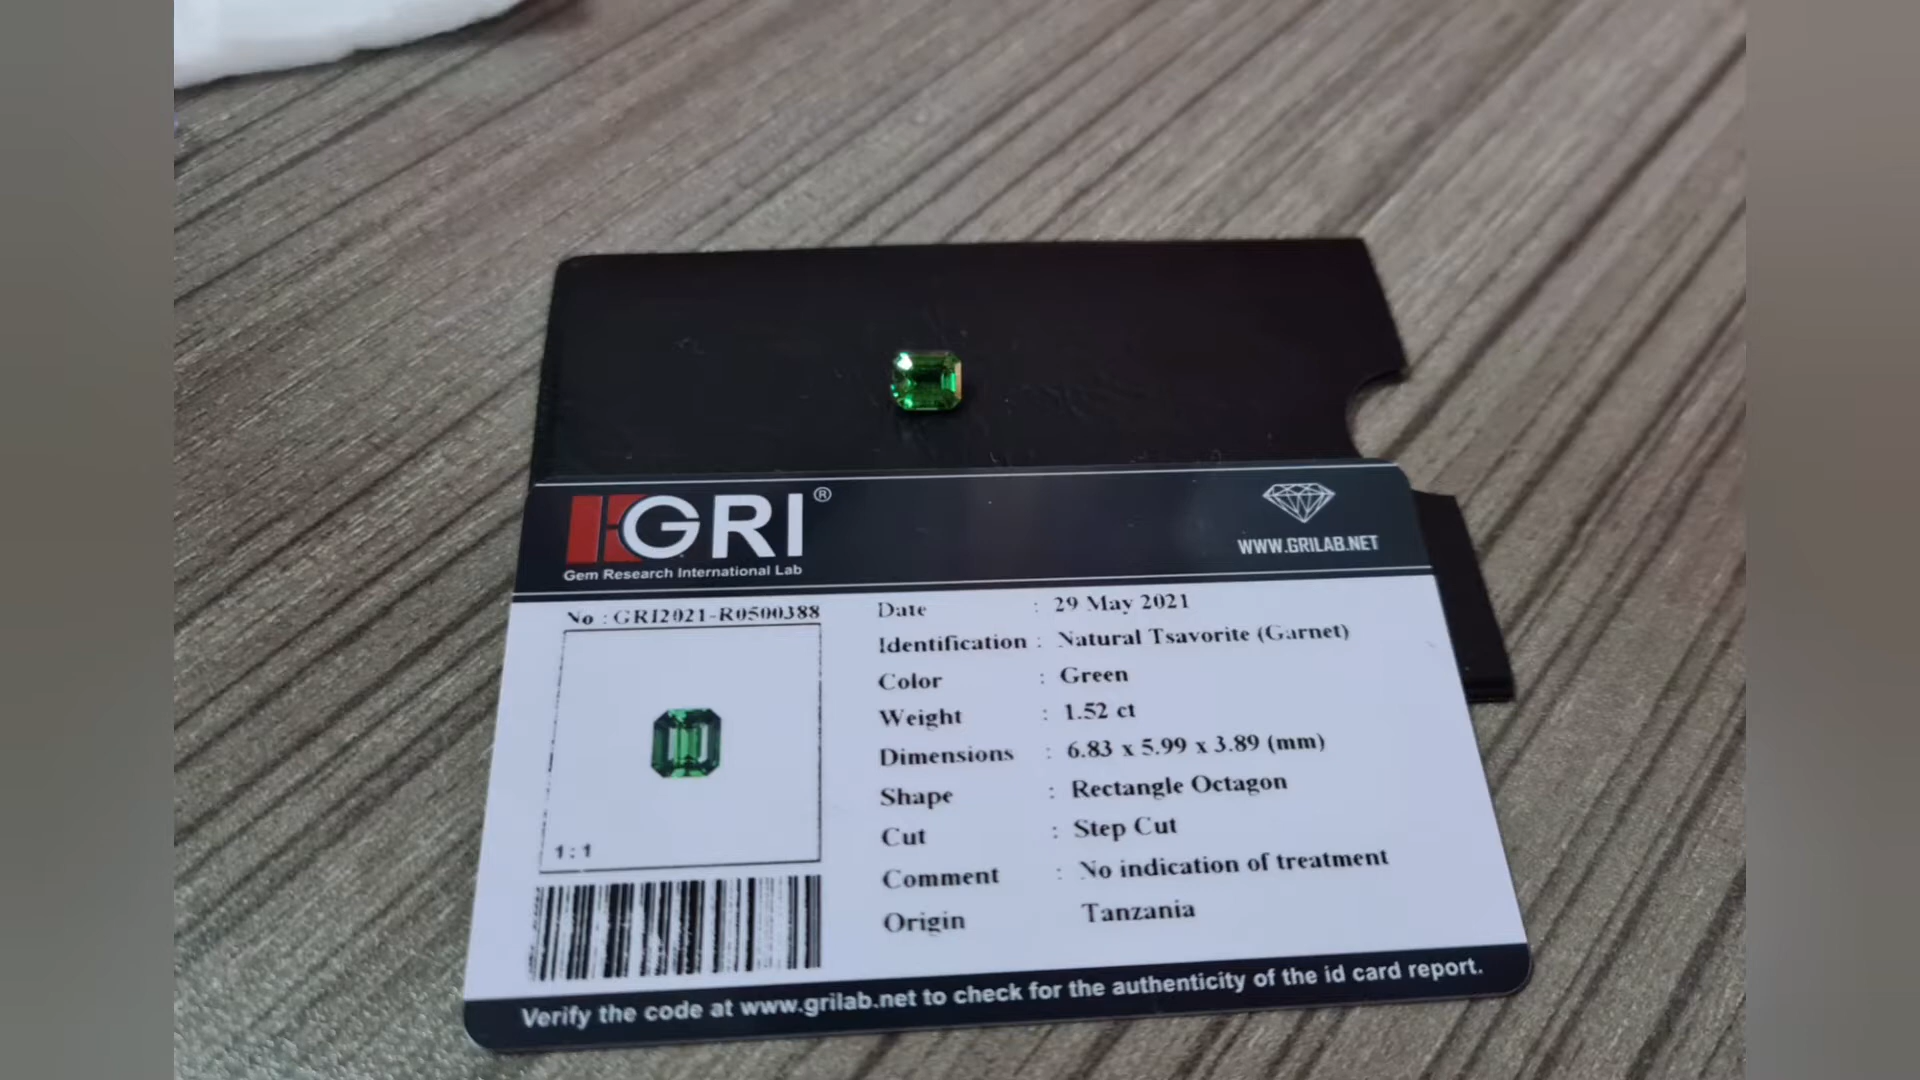 GRI®
Gem Research International Lab
WWW.GRILAB.NET
No : GRI2021-R0500388
1:1
Date : 29 May 2021
Identification : Natural Tsavorite (Garnet)
Color : Green
Weight : 1.52 ct
Dimensions : 6.83 x 5.99 x 3.89 (mm)
Shape : Rectangle Octagon
Cut : Step Cut
Comment : No indication of treatment
Origin Tanzania
Verify the code at www.grilab.net to check for the authenticity of the id card report.